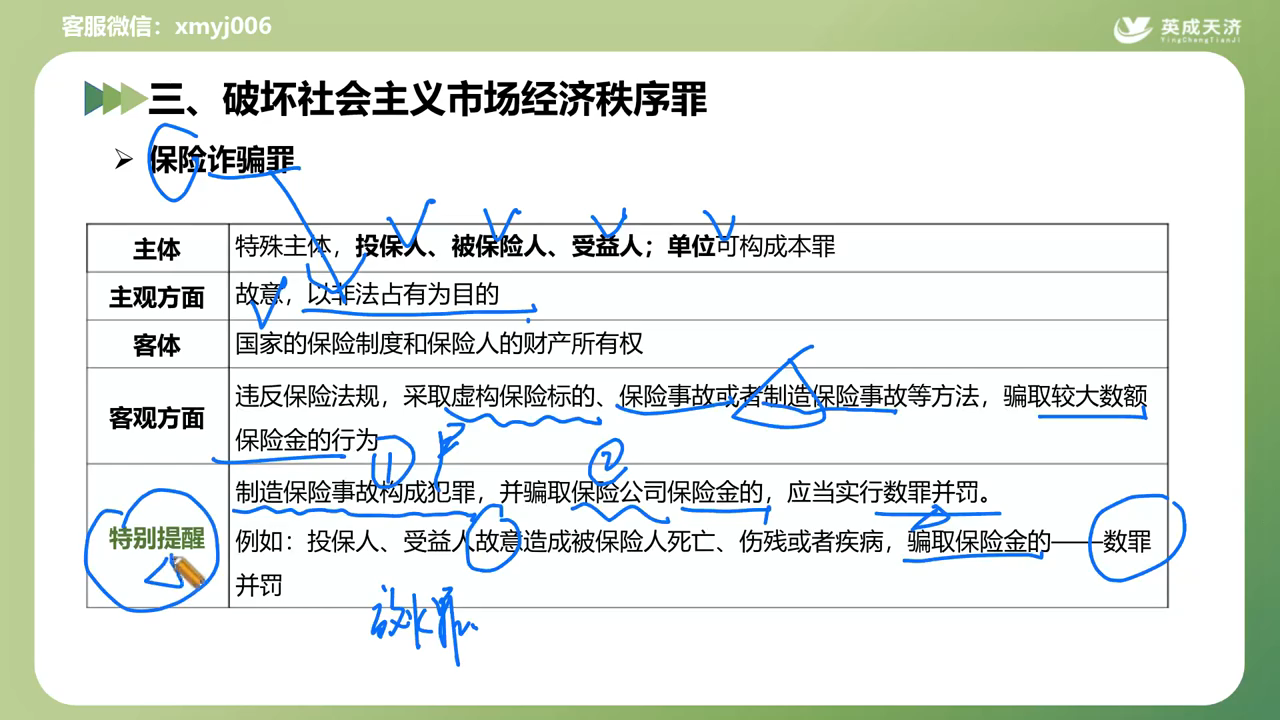 客服微信：xmyj006
英成天济
YingChengTianJi
三、破坏社会主义市场经济秩序罪
保险诈骗罪
主体
特殊主体，投保人、被保险人、受益人；单位可构成本罪
主观方面
故意，以非法占有为目的
客体
国家的保险制度和保险人的财产所有权
客观方面
违反保险法规，采取虚构保险标的、保险事故或者制造保险事故等方法，骗取较大数额
保险金的行为
①
②
特别提醒
制造保险事故构成犯罪，并骗取保险公司保险金的，应当实行数罪并罚。
例如：投保人、受益人故意造成被保险人死亡、伤残或者疾病，骗取保险金的——数罪
并罚
放火罪